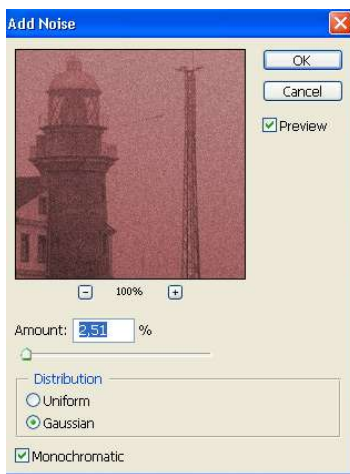 Add Noise
OK
Cancel
Preview
100%
Amount: 2,51 %
Distribution
Uniform
Gaussian
Monochromatic